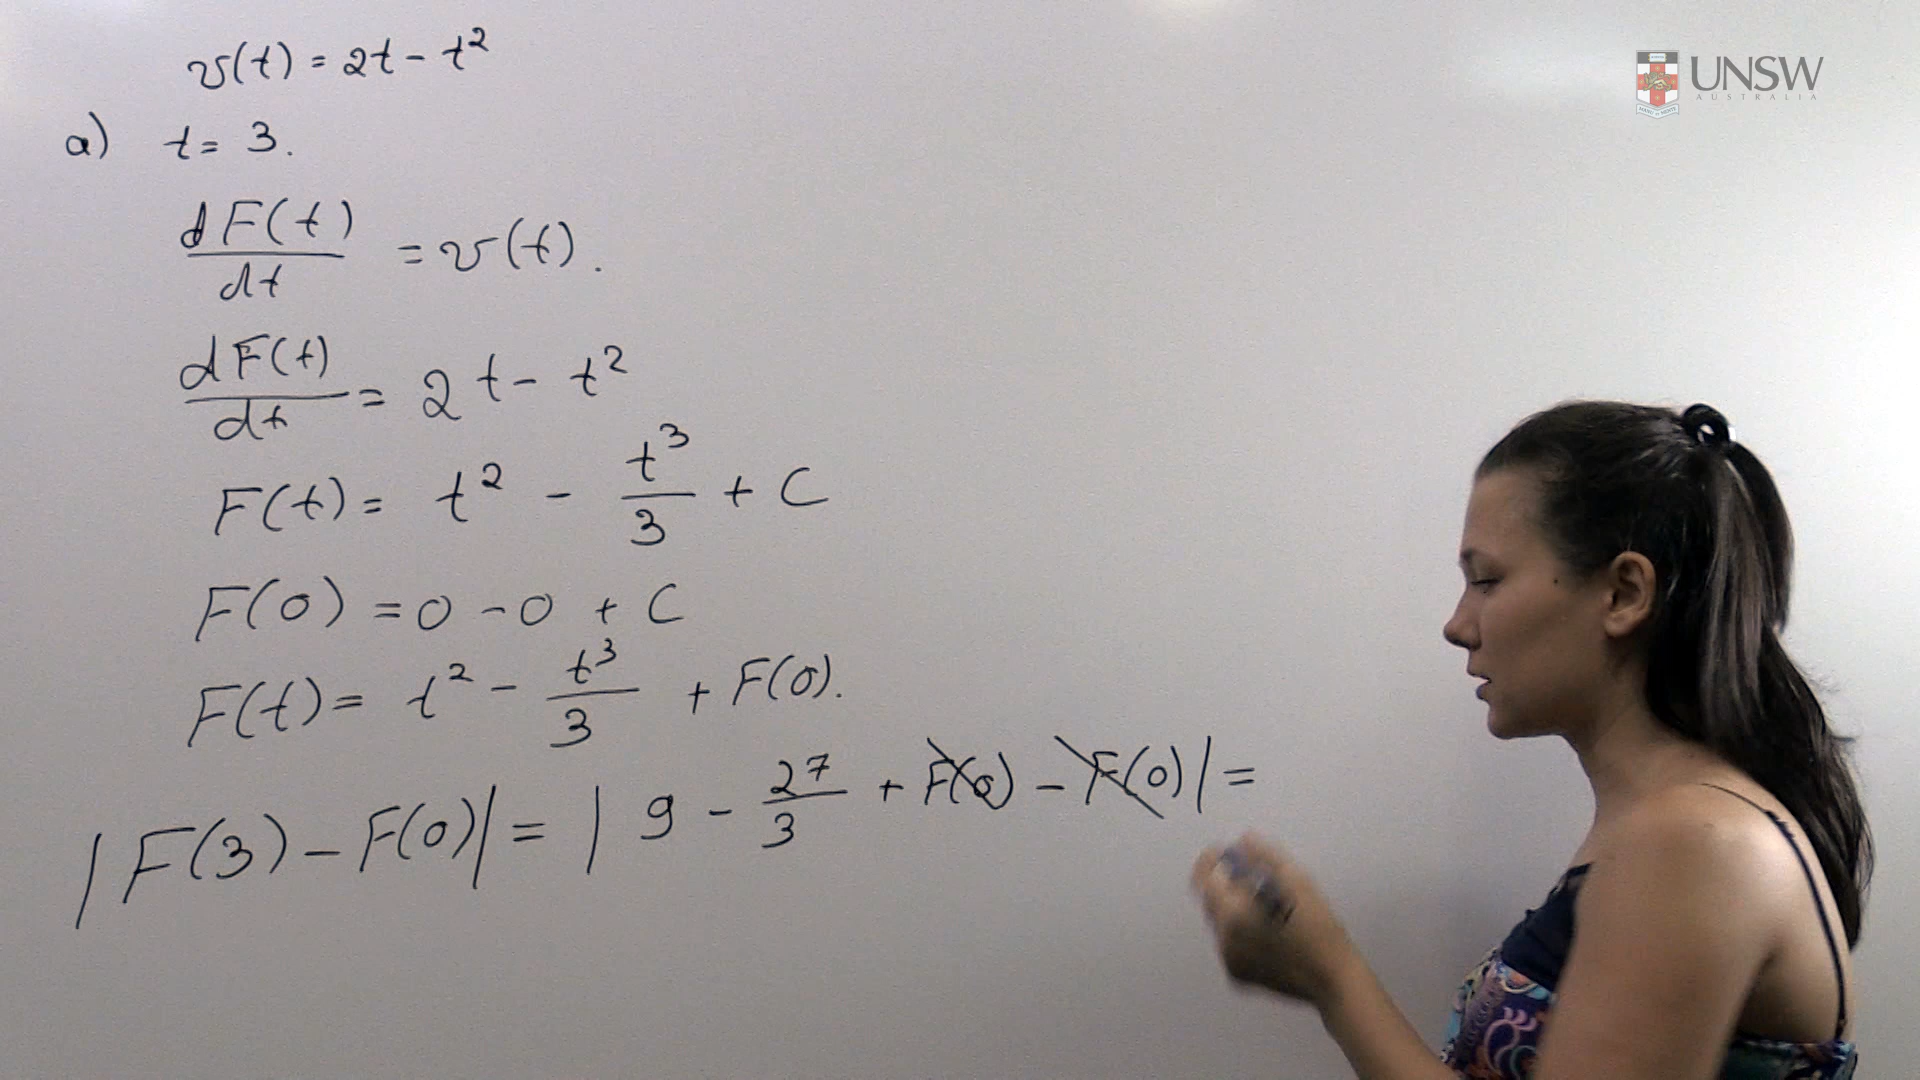 v(t) = 2t - t²
UNSW
AUSTRALIA
a) t = 3.
dF(t)/dt = v(t).
dF(t)/dt = 2t - t²
F(t) = t² - t³/3 + C
F(0) = 0 - 0 + C
F(t) = t² - t³/3 + F(0).
|F(3) - F(0)| = | 9 - 27/3 + F(0) - F(0)| =